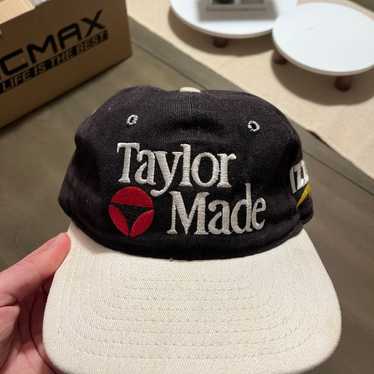 CMAX
LIFE IS THE BEST
Taylor
Made